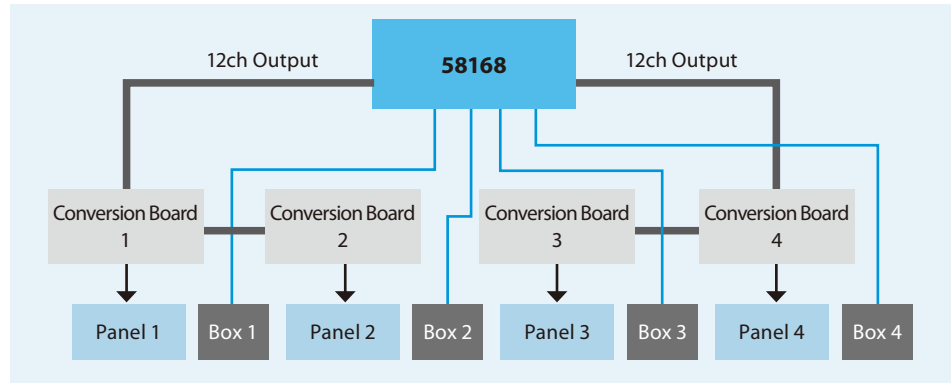 12ch Output
58168
12ch Output
Conversion Board
1
Conversion Board
2
Conversion Board
3
Conversion Board
4
Panel 1
Box 1
Panel 2
Box 2
Panel 3
Box 3
Panel 4
Box 4